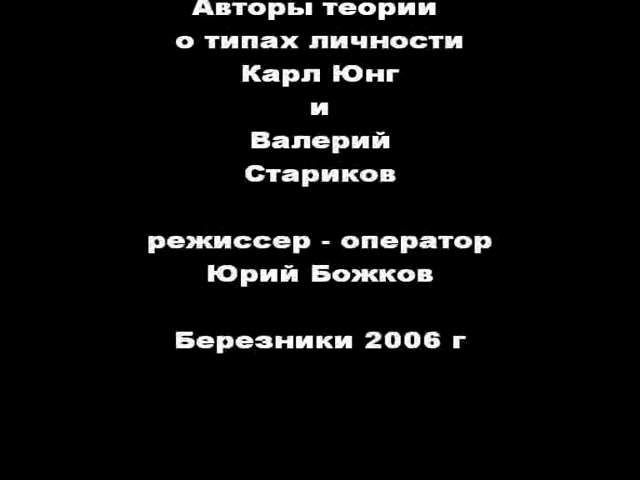 Авторы теории
о типах личности
Карл Юнг
и
Валерий
Стариков
режиссер - оператор
Юрий Божков
Березники 2006 г